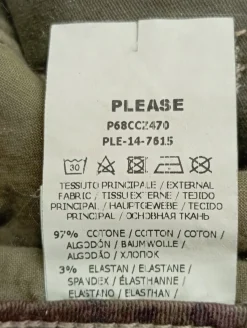 PLEASE
P68CCZ470
PLE-14-7615
30
TESSUTO PRINCIPALE / EXTERNAL
FABRIC / TISSU EXTERNE / TEJIDO
PRINCIPAL / HAUPTGEWEBE / TECIDO
PRINCIPAL / ОСНОВНАЯ ТКАНЬ
97% COTONE / COTTON / COTON /
ALGODÓN / BAUMWOLLE /
ALGODÃO / ХЛОПОК
3% ELASTAN / ELASTANE /
SPANDEX / ÉLASTHANNE /
ELASTANO / ELASTHAN /